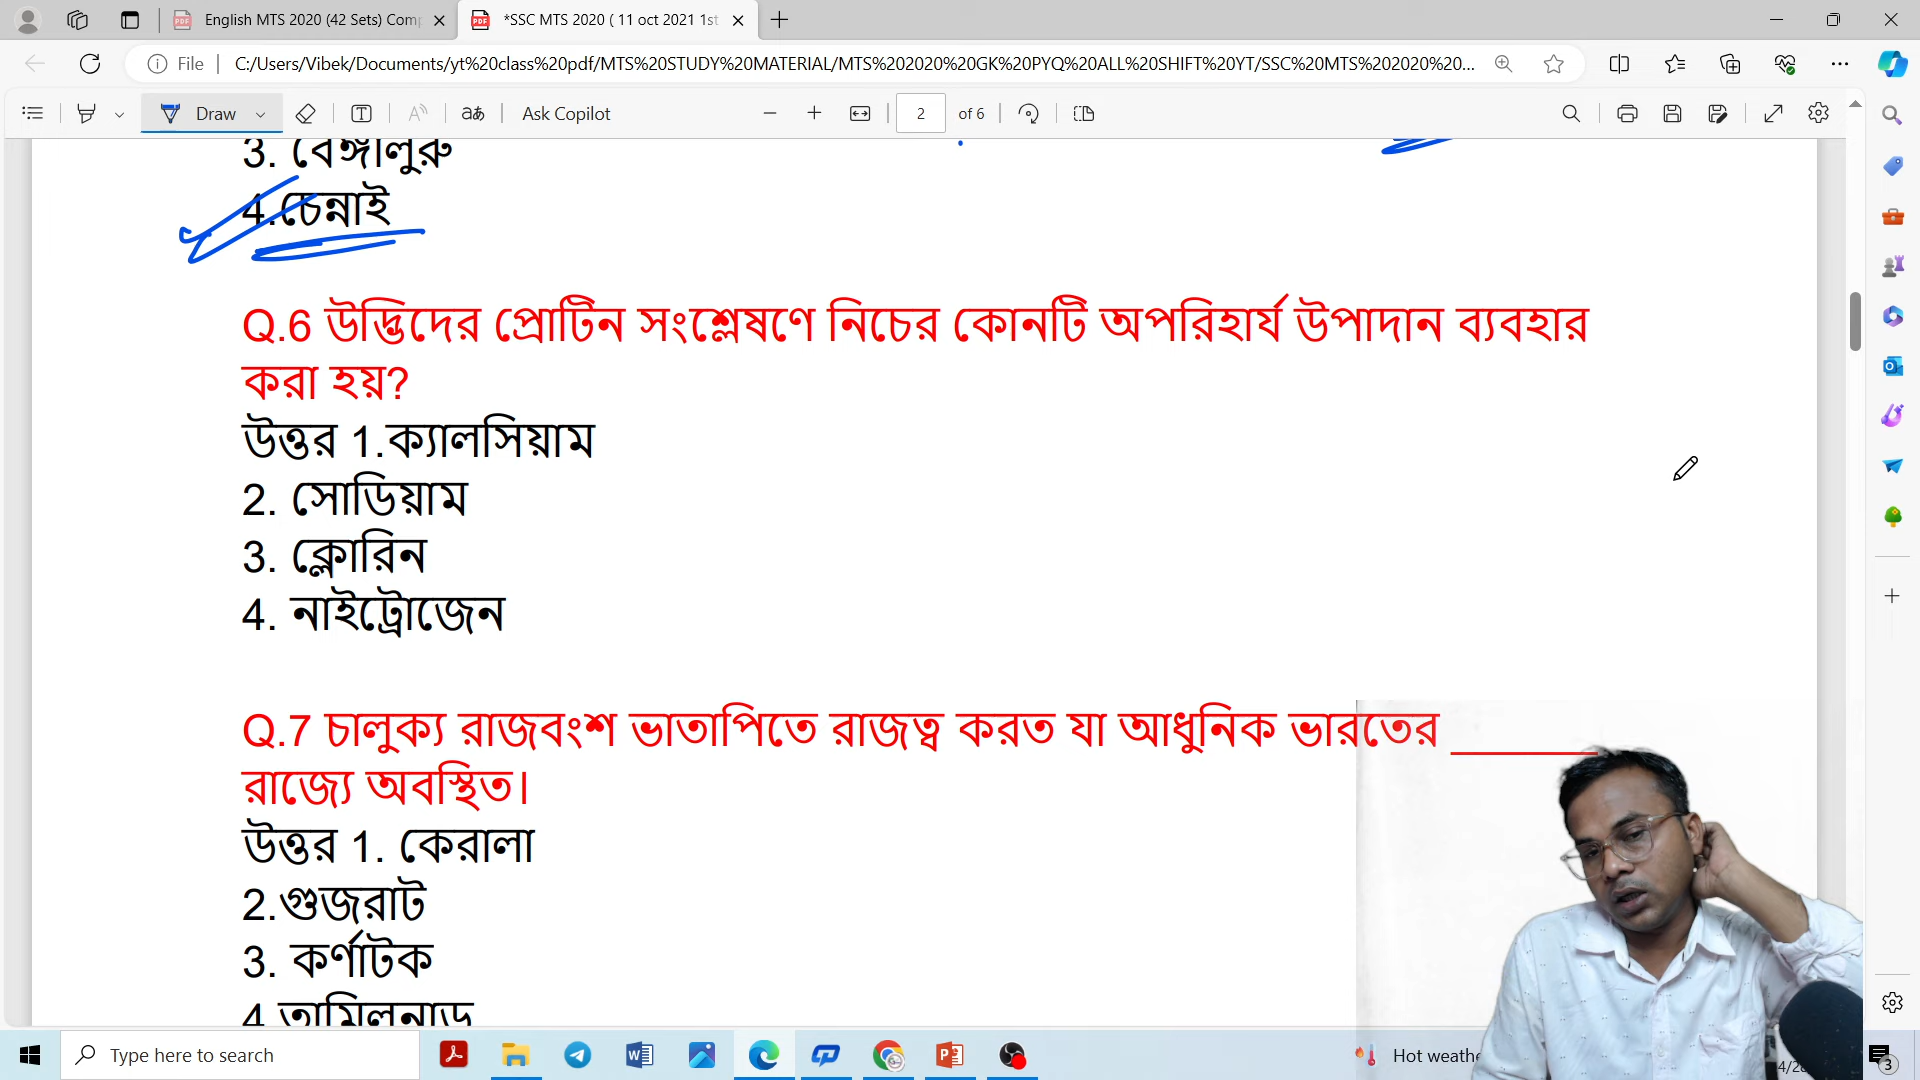 English MTS 2020 (42 Sets) Comp
*SSC MTS 2020 ( 11 oct 2021 1st
File
C:/Users/Vibek/Documents/yt%20class%20pdf/MTS%20STUDY%20MATERIAL/MTS%202020%20GK%20PYQ%20ALL%20SHIFT%20YT/SSC%20MTS%202020%20...
Draw
Ask Copilot
2 of 6
3. বেঙ্গালুরু
4.চেন্নাই
Q.6 উদ্ভিদের প্রোটিন সংশ্লেষণে নিচের কোনটি অপরিহার্য উপাদান ব্যবহার
করা হয়?
উত্তর 1.ক্যালসিয়াম
2. সোডিয়াম
3. ক্লোরিন
4. নাইট্রোজেন
Q.7 চালুক্য রাজবংশ ভাতাপিতে রাজত্ব করত যা আধুনিক ভারতের ________
রাজ্যে অবস্থিত।
উত্তর 1. কেরালা
2.গুজরাট
3. কর্ণাটক
4 তামিলনাড়ু
Type here to search
Hot weathe
3